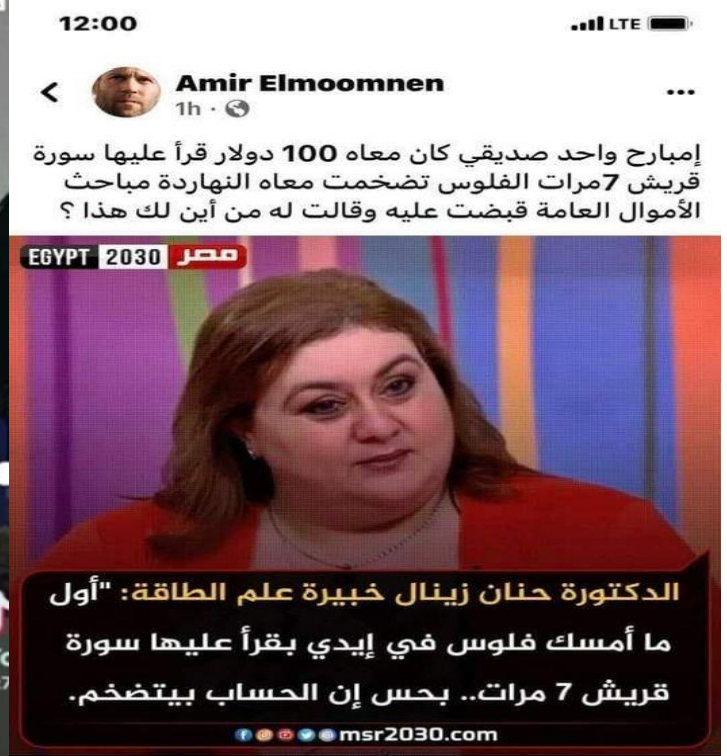 12:00
LTE
Amir Elmoomnen
1h
إمبارح واحد صديقي كان معاه 100 دولار قرأ عليها سورة
قريش 7مرات الفلوس تضخمت معاه النهاردة مباحث
الأموال العامة قبضت عليه وقالت له من أين لك هذا ؟
EGYPT 2030 مصر
الدكتورة حنان زينال خبيرة علم الطاقة: "أول
ما أمسك فلوس في إيدي بقرأ عليها سورة
قريش 7 مرات.. بحس إن الحساب بيتضخم.
msr2030.com